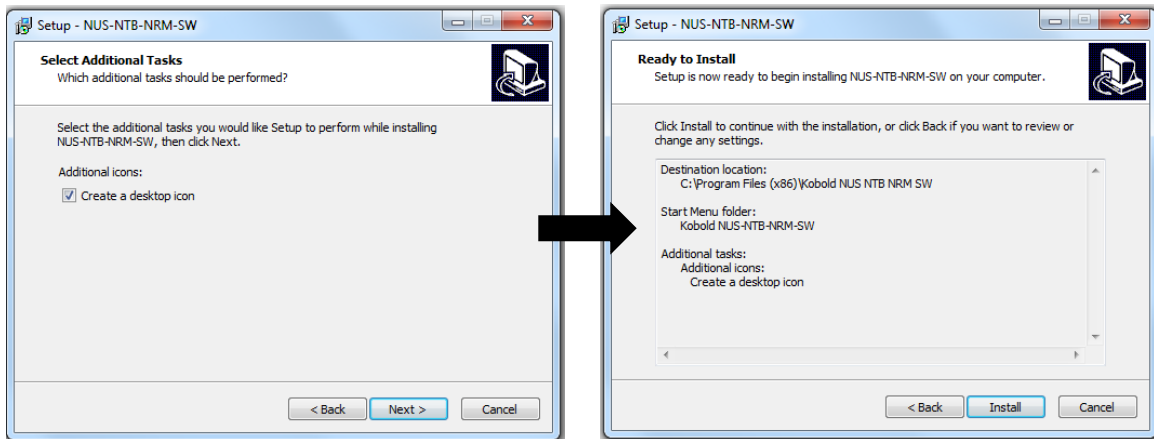 Setup - NUS-NTB-NRM-SW
Select Additional Tasks
Which additional tasks should be performed?
Select the additional tasks you would like Setup to perform while installing
NUS-NTB-NRM-SW, then click Next.
Additional icons:
Create a desktop icon
< Back
Next >
Cancel
Setup - NUS-NTB-NRM-SW
Ready to Install
Setup is now ready to begin installing NUS-NTB-NRM-SW on your computer.
Click Install to continue with the installation, or click Back if you want to review or
change any settings.
Destination location:
C:\Program Files (x86)\Kobold NUS NTB NRM SW
Start Menu folder:
Kobold NUS-NTB-NRM-SW
Additional tasks:
Additional icons:
Create a desktop icon
< Back
Install
Cancel